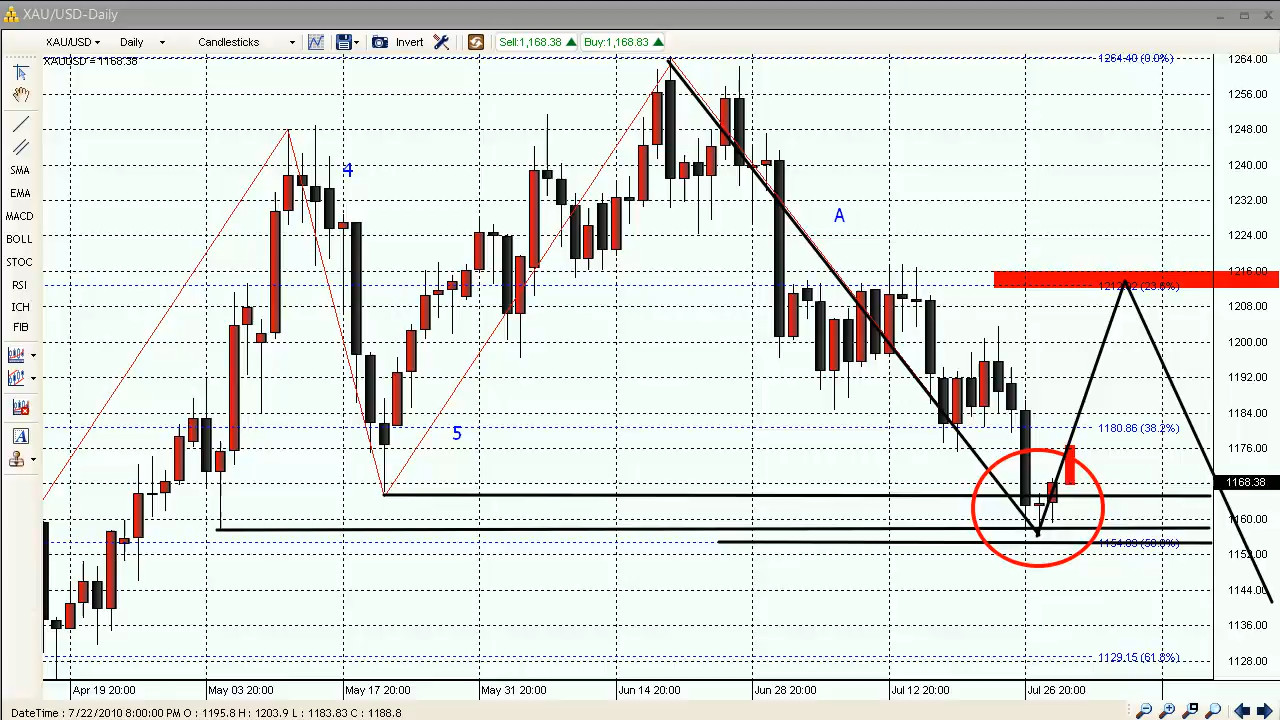 XAU/USD-Daily
XAU/USD Daily Candlesticks Insert Sell:1,168.38 Buy:1,168.83
XAUUSD = 1168.38
1264.40 (0.0%)
1264.00
1256.00
1248.00
4
1240.00
SMA
EMA
1232.00
A
MACD
1224.00
BOLL
STOC
1216.00
RSI
1208.00
ICH
FIB
1200.00
1192.00
1184.00
5
1180.86 (38.2%)
1176.00
1168.38
1160.00
1152.00
1144.00
1136.00
1129.15 (61.8%)
1128.00
Apr 19 20:00 May 03 20:00 May 17 20:00 May 31 20:00 Jun 14 20:00 Jun 28 20:00 Jul 12 20:00 Jul 26 20:00
DateTime : 7/22/2010 8:00:00 PM O : 1195.8 H : 1203.9 L : 1183.83 C : 1188.8